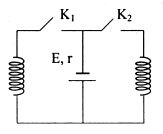 K₁ K₂
E, r